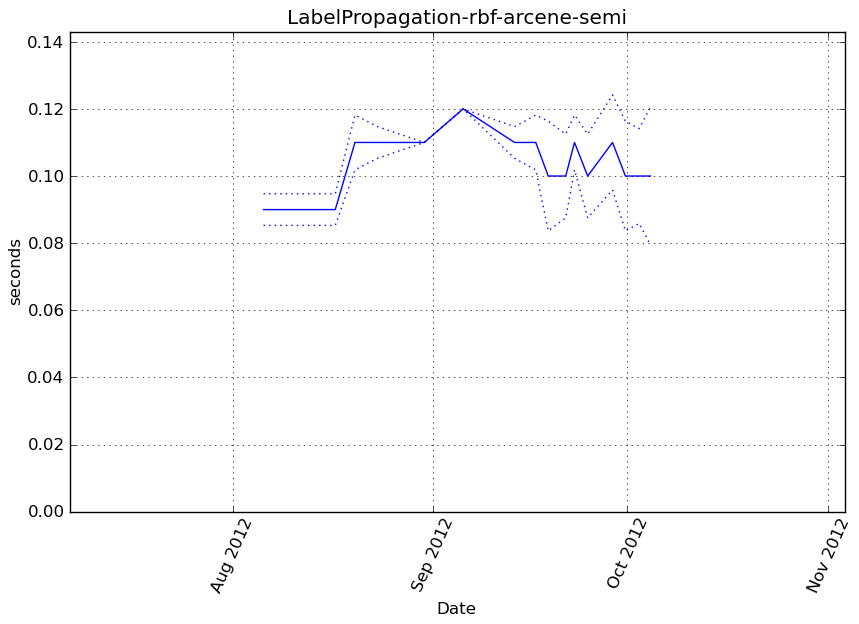 LabelPropagation-rbf-arcene-semi
0.14
0.12
0.10
0.08
0.06
0.04
0.02
0.00
seconds
Aug 2012
Sep 2012
Oct 2012
Nov 2012
Date